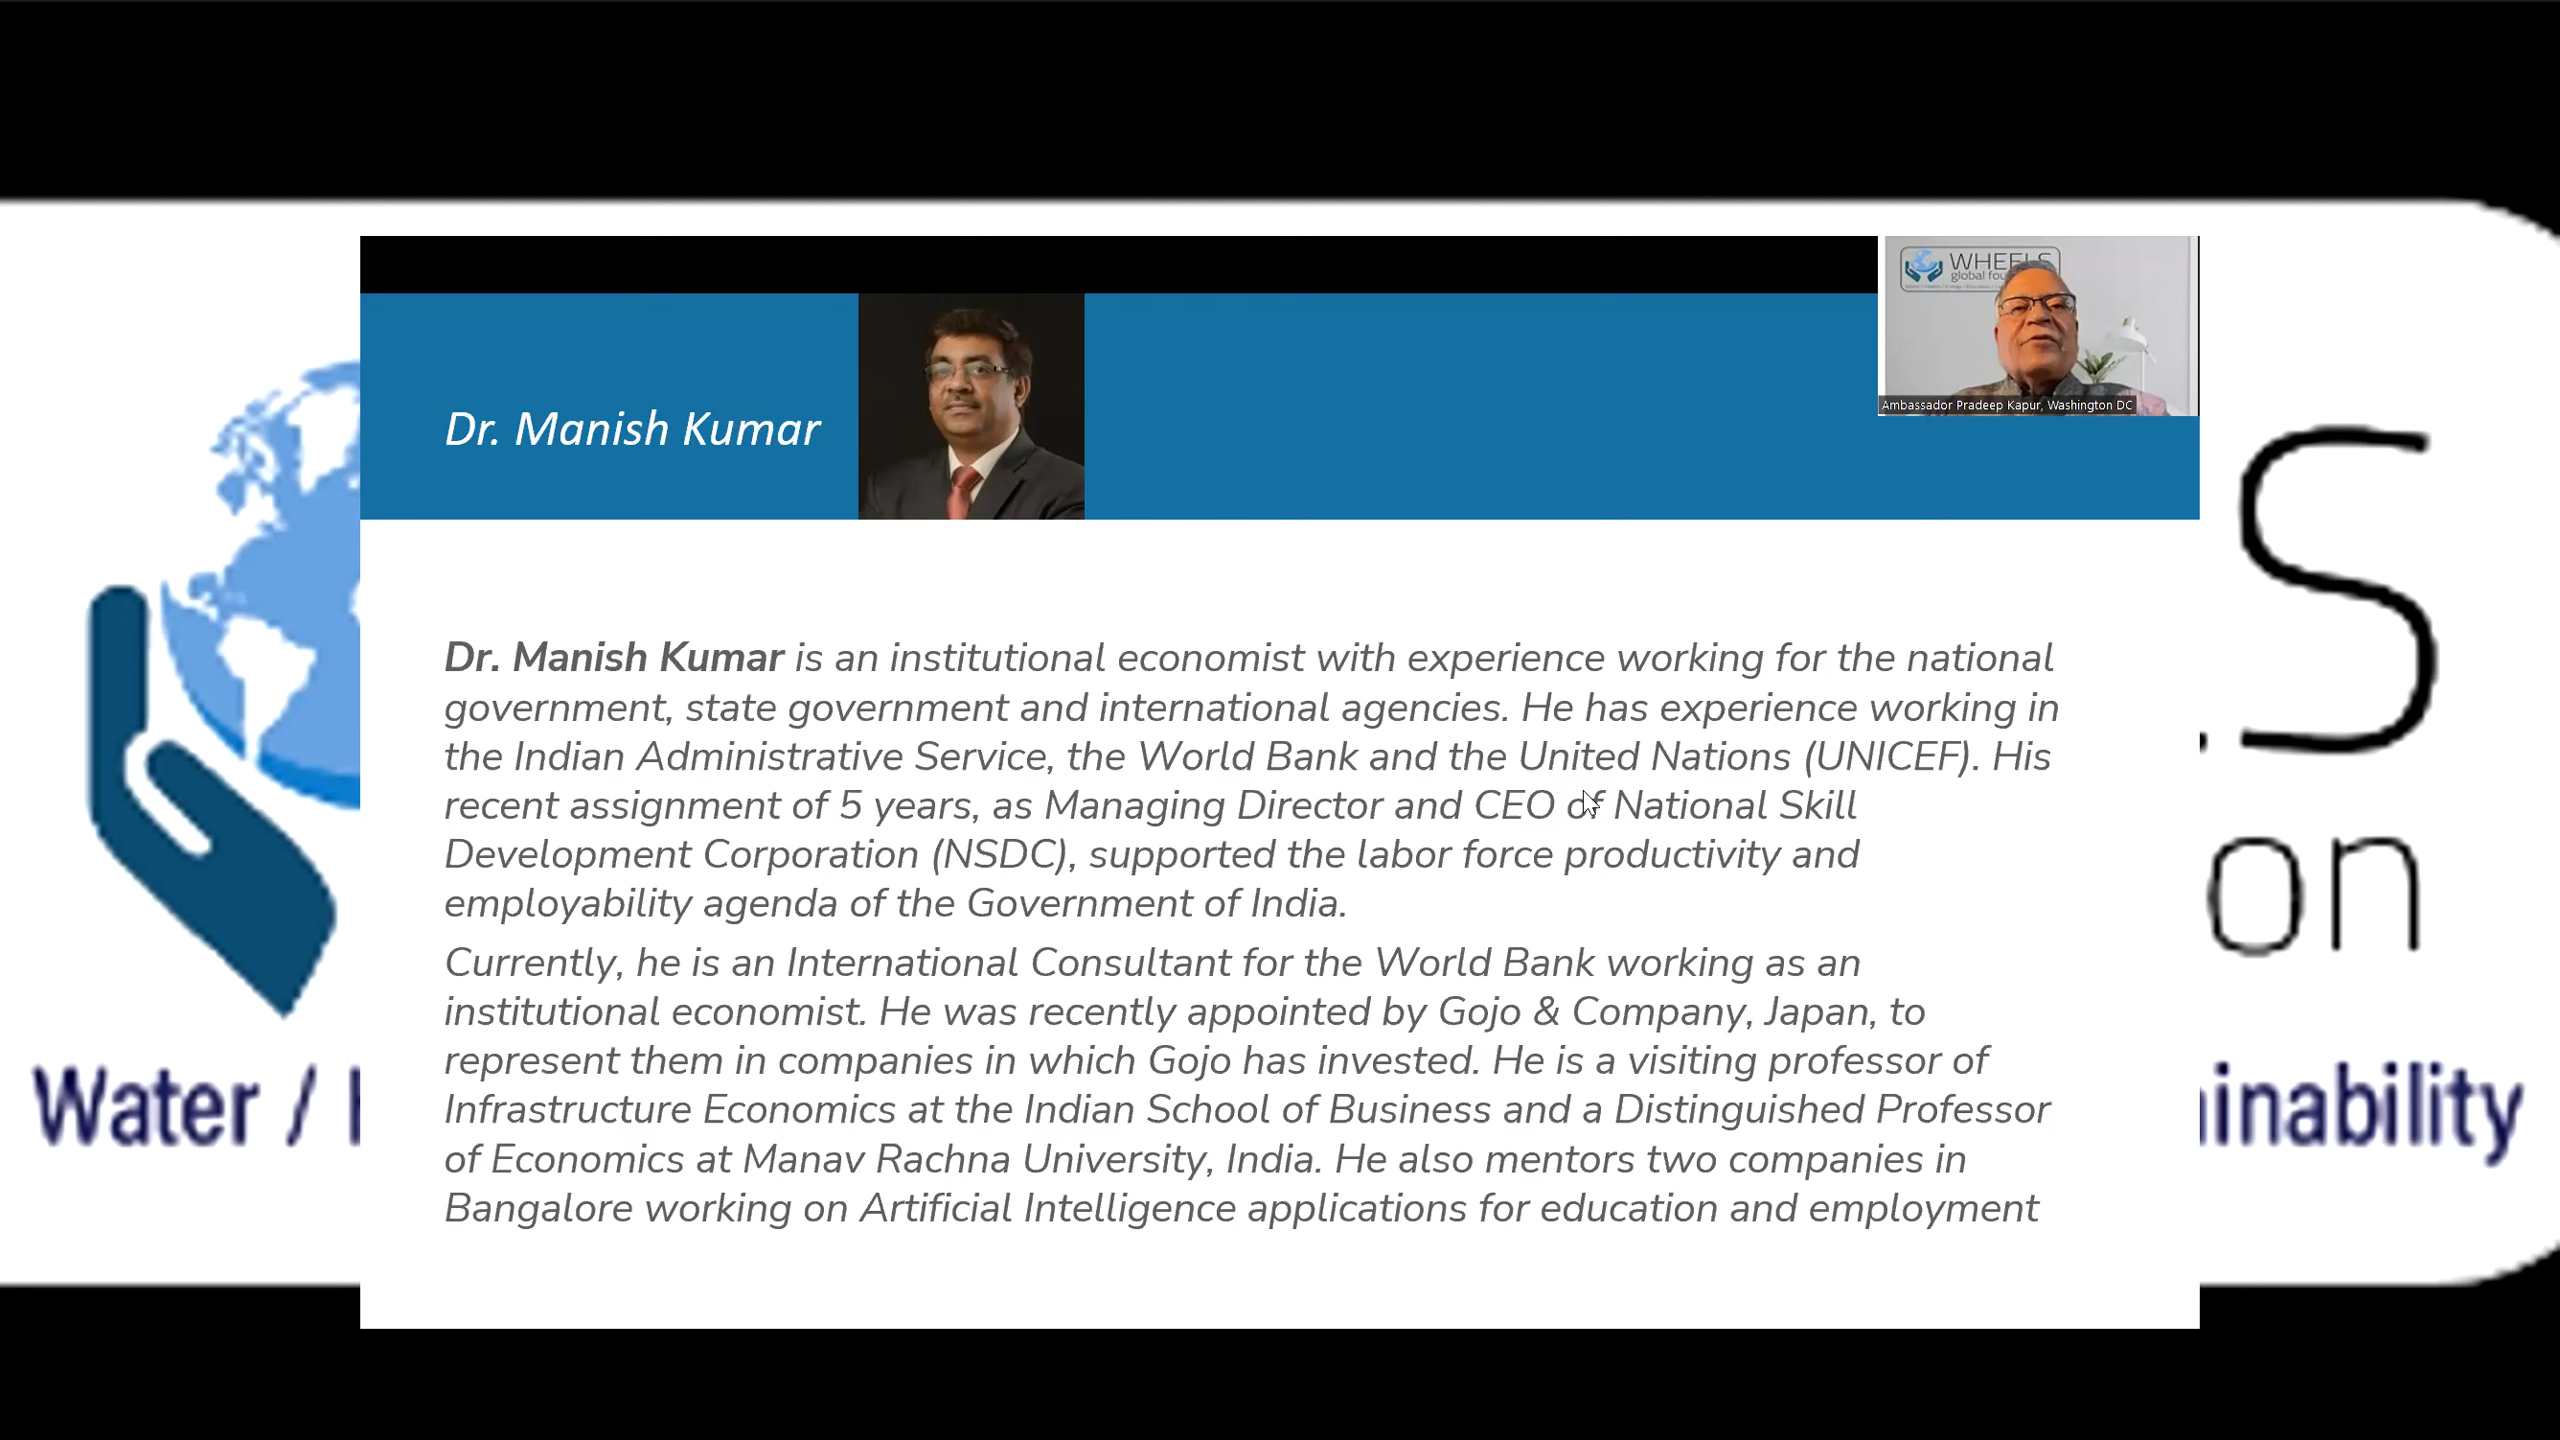 WHEELS
global
Ambassador Pradeep Kapur, Washington DC
Dr. Manish Kumar
S
on
Dr. Manish Kumar is an institutional economist with experience working for the national
government, state government and international agencies. He has experience working in
the Indian Administrative Service, the World Bank and the United Nations (UNICEF). His
recent assignment of 5 years, as Managing Director and CEO of National Skill
Development Corporation (NSDC), supported the labor force productivity and
employability agenda of the Government of India.
Currently, he is an International Consultant for the World Bank working as an
institutional economist. He was recently appointed by Gojo & Company, Japan, to
represent them in companies in which Gojo has invested. He is a visiting professor of
Infrastructure Economics at the Indian School of Business and a Distinguished Professor
of Economics at Manav Rachna University, India. He also mentors two companies in
Bangalore working on Artificial Intelligence applications for education and employment
Water /
inability